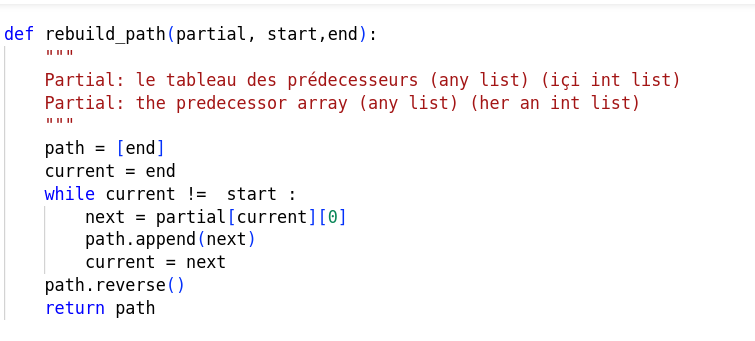 def rebuild_path(partial, start,end):
"""
Partial: le tableau des prédecesseurs (any list) (içi int list)
Partial: the predecessor array (any list) (her an int list)
"""
path = [end]
current = end
while current !=  start :
next = partial[current][0]
path.append(next)
current = next
path.reverse()
return path